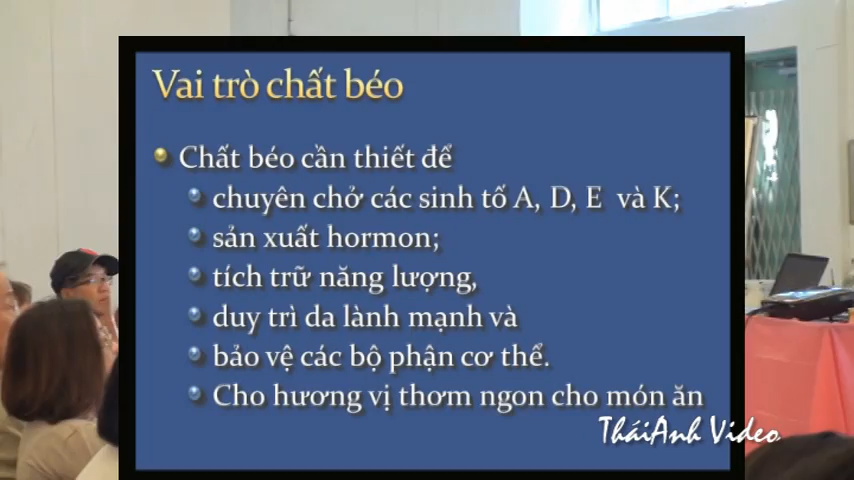 Vai trò chất béo
Chất béo cần thiết để
chuyên chở các sinh tố A, D, E và K;
sản xuất hormon;
tích trữ năng lượng,
duy trì da lành mạnh và
bảo vệ các bộ phận cơ thể.
Cho hương vị thơm ngon cho món ăn
TháiAnh Video